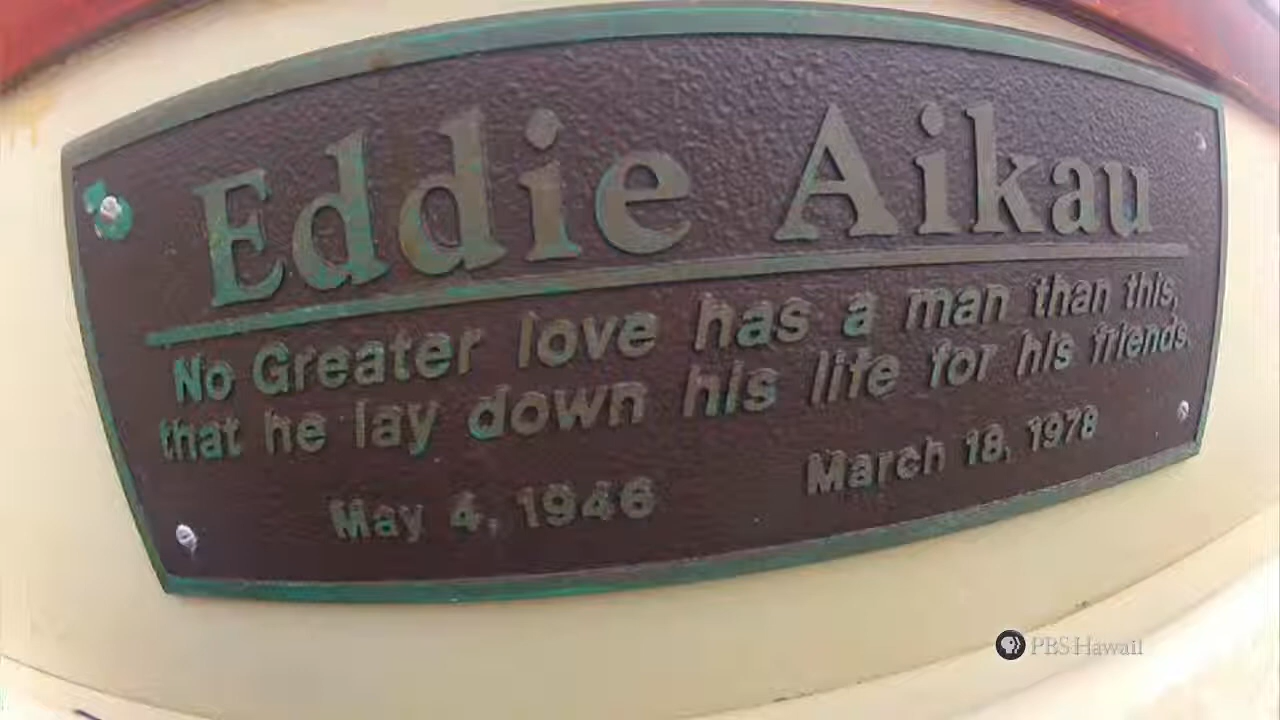 Eddie Aikau
No Greater love has a man than this,
that he lay down his life for his friends.
May 4, 1946
March 18, 1978
PBS Hawaii